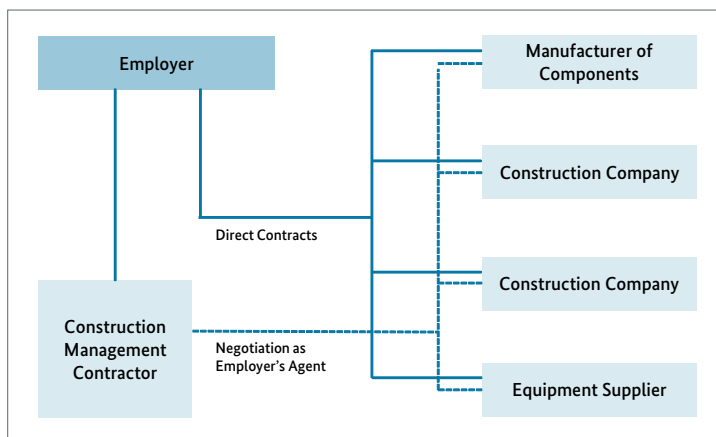 Employer
Manufacturer of
Components
Construction Company
Direct Contracts
Construction Company
Construction
Management
Contractor
Negotiation as
Employer's Agent
Equipment Supplier